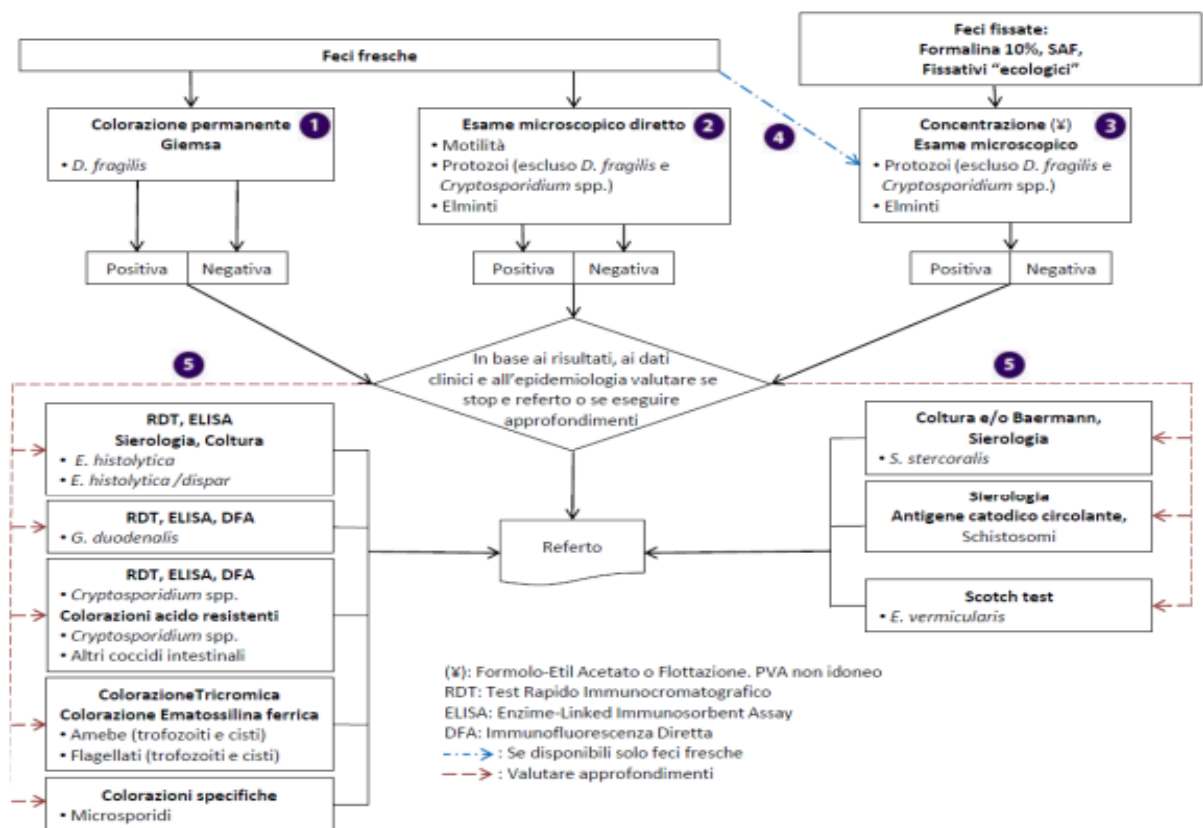 Feci fresche
Feci fissate:
Formalina 10%, SAF,
Fissativi “ecologici”
Colorazione permanente
Giemsa
• D. fragilis
1
Esame microscopico diretto
• Motilità
• Protozoi (escluso D. fragilis e
Cryptosporidium spp.)
• Elminti
2
4
Concentrazione (¥)
Esame microscopico
• Protozoi (escluso D. fragilis e
Cryptosporidium spp.)
• Elminti
3
Positiva
Negativa
Positiva
Negativa
Positiva
Negativa
In base ai risultati, ai dati
clinici e all’epidemiologia valutare se
stop e referto o se eseguire
approfondimenti
5
5
RDT, ELISA
Sierologia, Coltura
• E. histolytica
• E. histolytica /dispar
RDT, ELISA, DFA
• G. duodenalis
RDT, ELISA, DFA
• Cryptosporidium spp.
Colorazioni acido resistenti
• Cryptosporidium spp.
• Altri coccidi intestinali
ColorazioneTricromica
Colorazione Ematossilina ferrica
• Amebe (trofozoiti e cisti)
• Flagellati (trofozoiti e cisti)
Colorazioni specifiche
• Microsporidi
Referto
Coltura e/o Baermann,
Sierologia
• S. stercoralis
Sierologia
Antigene catodico circolante,
Schistosomi
Scotch test
• E. vermicularis
(¥): Formolo-Etil Acetato o Flottazione. PVA non idoneo
RDT: Test Rapido Immunocromatografico
ELISA: Enzime-Linked Immunosorbent Assay
DFA: Immunofluorescenza Diretta
: Se disponibili solo feci fresche
: Valutare approfondimenti